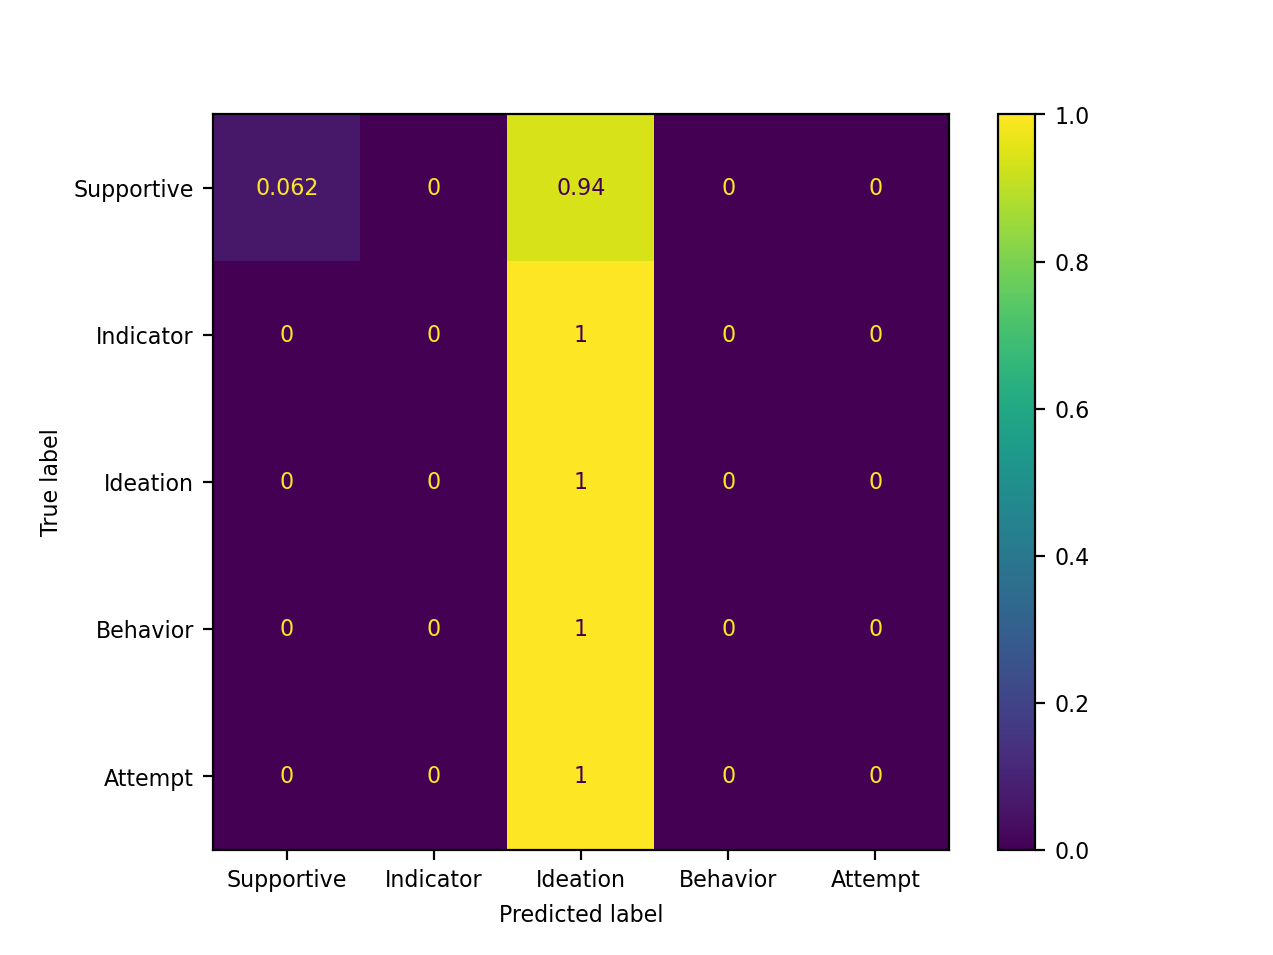 Supportive 0.062 0 0.94 0 0
Indicator 0 0 1 0 0
Ideation 0 0 1 0 0
Behavior 0 0 1 0 0
Attempt 0 0 1 0 0
Supportive Indicator Ideation Behavior Attempt
Predicted label
True label
1.0
0.8
0.6
0.4
0.2
0.0